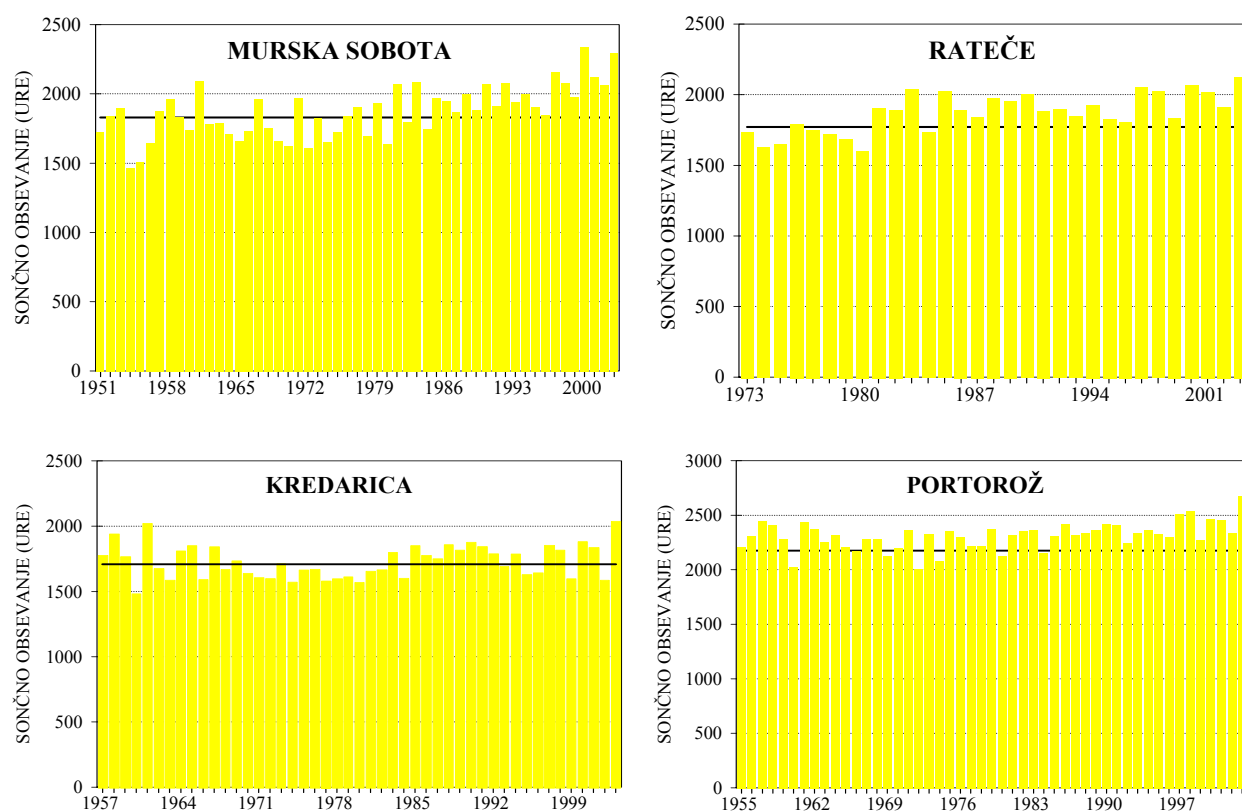 MURSKA SOBOTA
SONČNO OBSEVANJE (URE)
2500
2000
1500
1000
500
0
1951 1958 1965 1972 1979 1986 1993 2000
RATEČE
SONČNO OBSEVANJE (URE)
2500
2000
1500
1000
500
0
1973 1980 1987 1994 2001
KREDARICA
SONČNO OBSEVANJE (URE)
2500
2000
1500
1000
500
0
1957 1964 1971 1978 1985 1992 1999
PORTOROŽ
SONČNO OBSEVANJE (URE)
3000
2500
2000
1500
1000
500
0
1955 1962 1969 1976 1983 1990 1997